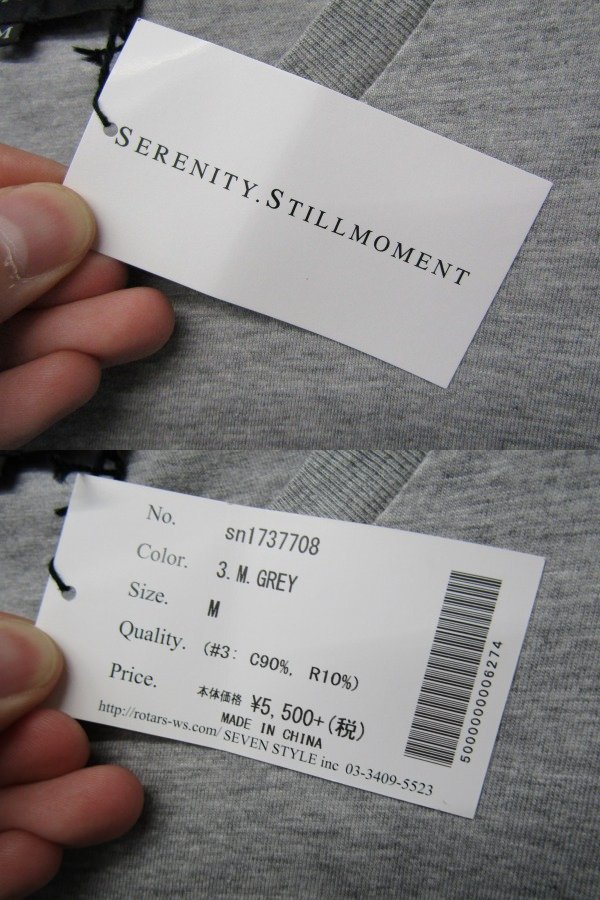 M
SERENITY.STILLMOMENT
No. sn1737708
Color. 3. M. GREY
Size. M
Quality. (#3: C90%, R10%)
Price. 本体価格 ¥5,500+(税)
MADE IN CHINA
http://rotars-ws.com/ SEVEN STYLE inc 03-3409-5523
5000000006274